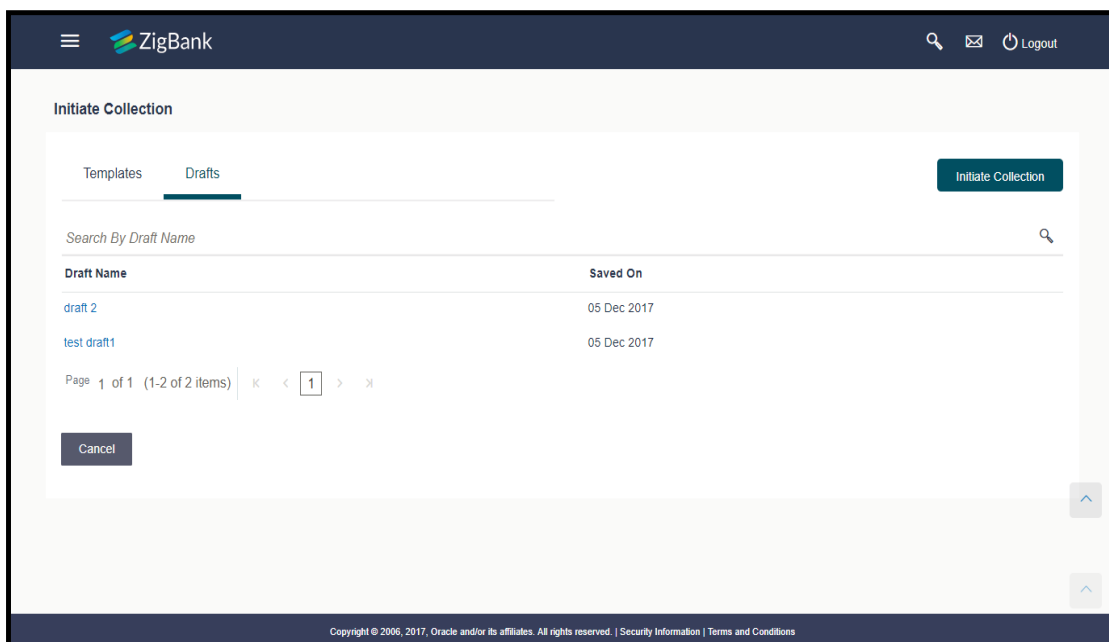 ZigBank
Logout
Initiate Collection
Templates Drafts Initiate Collection
Search By Draft Name
Draft Name Saved On
draft 2 05 Dec 2017
test draft1 05 Dec 2017
Page 1 of 1 (1-2 of 2 items) 1
Cancel
Copyright © 2006, 2017, Oracle and/or its affiliates. All rights reserved. | Security Information | Terms and Conditions